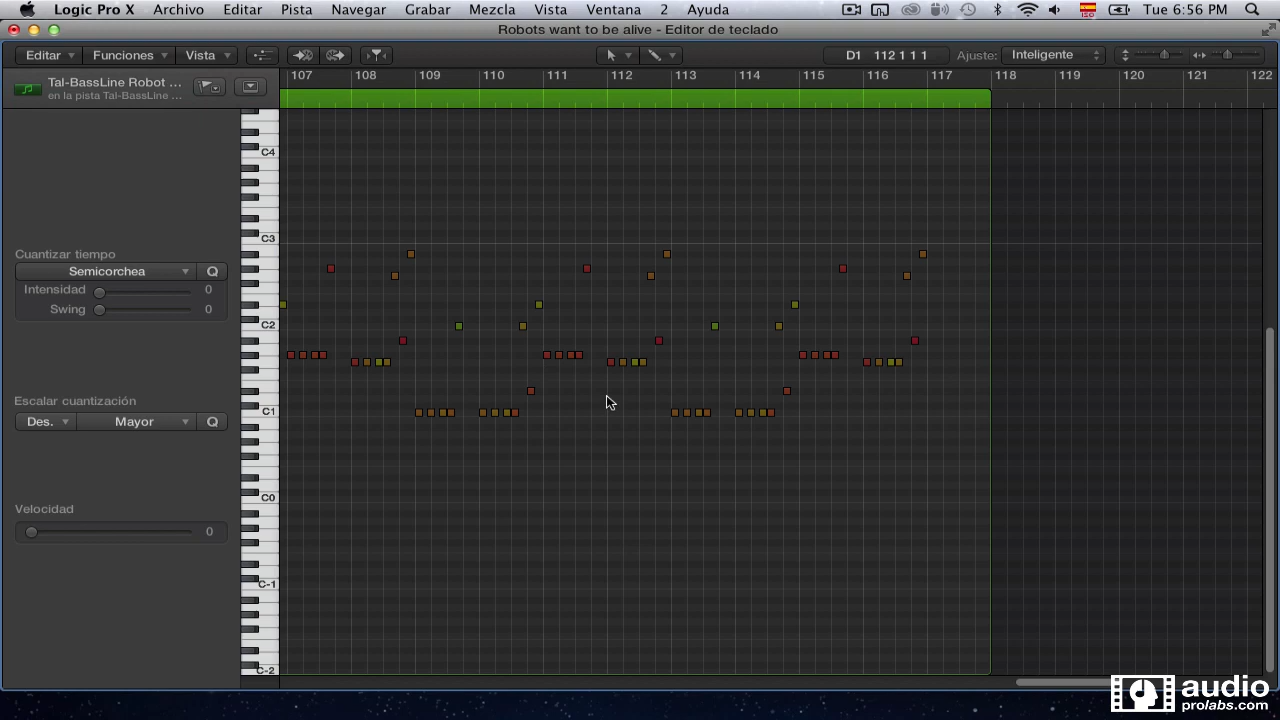 Logic Pro X Archivo Editar Pista Navegar Grabar Mezcla Vista Ventana 2 Ayuda ISO Tue 6:56 PM
Robots want to be alive - Editor de teclado
Editar Funciones Vista D1 112 1 1 1 Ajuste: Inteligente
107 108 109 110 111 112 113 114 115 116 117 118 119 120 121 122
Tal-BassLine Robot ...
en la pista Tal-BassLine ...
C4
C3
Cuantizar tiempo
Semicorchea Q
Intensidad 0
Swing 0
C2
Escalar cuantización
C1
Des. Mayor Q
C0
Velocidad
0
C-1
C-2
audio
prolabs.com